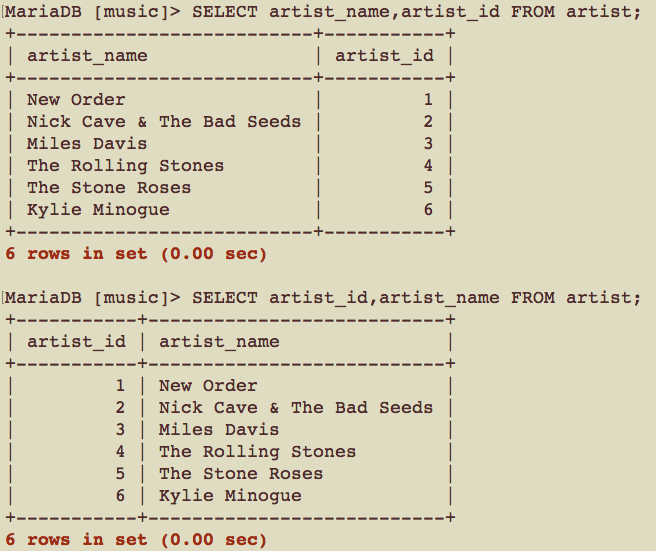 MariaDB [music]> SELECT artist_name,artist_id FROM artist;
+---------------------------+-----------+
| artist_name               | artist_id |
+---------------------------+-----------+
| New Order                 |         1 |
| Nick Cave & The Bad Seeds |         2 |
| Miles Davis               |         3 |
| The Rolling Stones        |         4 |
| The Stone Roses           |         5 |
| Kylie Minogue             |         6 |
+---------------------------+-----------+
6 rows in set (0.00 sec)

MariaDB [music]> SELECT artist_id,artist_name FROM artist;
+-----------+---------------------------+
| artist_id | artist_name               |
+-----------+---------------------------+
|         1 | New Order                 |
|         2 | Nick Cave & The Bad Seeds |
|         3 | Miles Davis               |
|         4 | The Rolling Stones        |
|         5 | The Stone Roses           |
|         6 | Kylie Minogue             |
+-----------+---------------------------+
6 rows in set (0.00 sec)